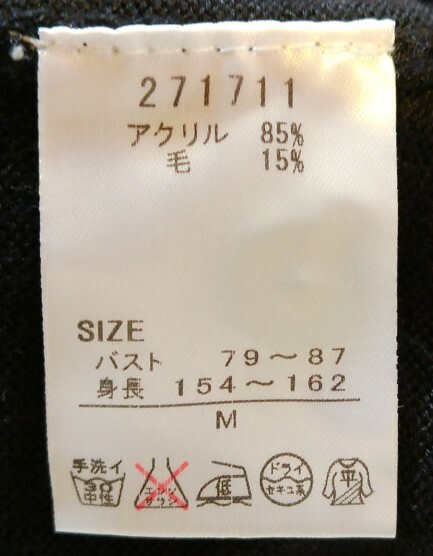 271711
アクリル 85%
毛 15%
SIZE
バスト 79〜87
身長 154〜162
M
手洗イ
30
中性
エンソ
サラシ
低
ドライ
セキユ系
平